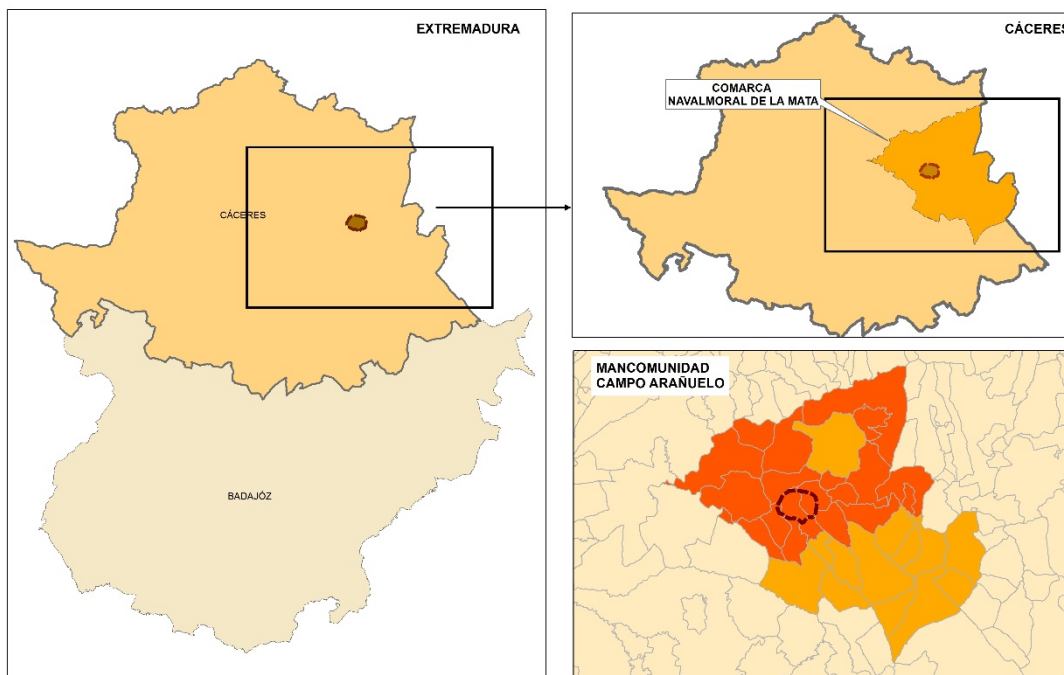 EXTREMADURA
CÁCERES
BADAJÓZ
CÁCERES
COMARCA
NAVALMORAL DE LA MATA
MANCOMUNIDAD
CAMPO ARAÑUELO